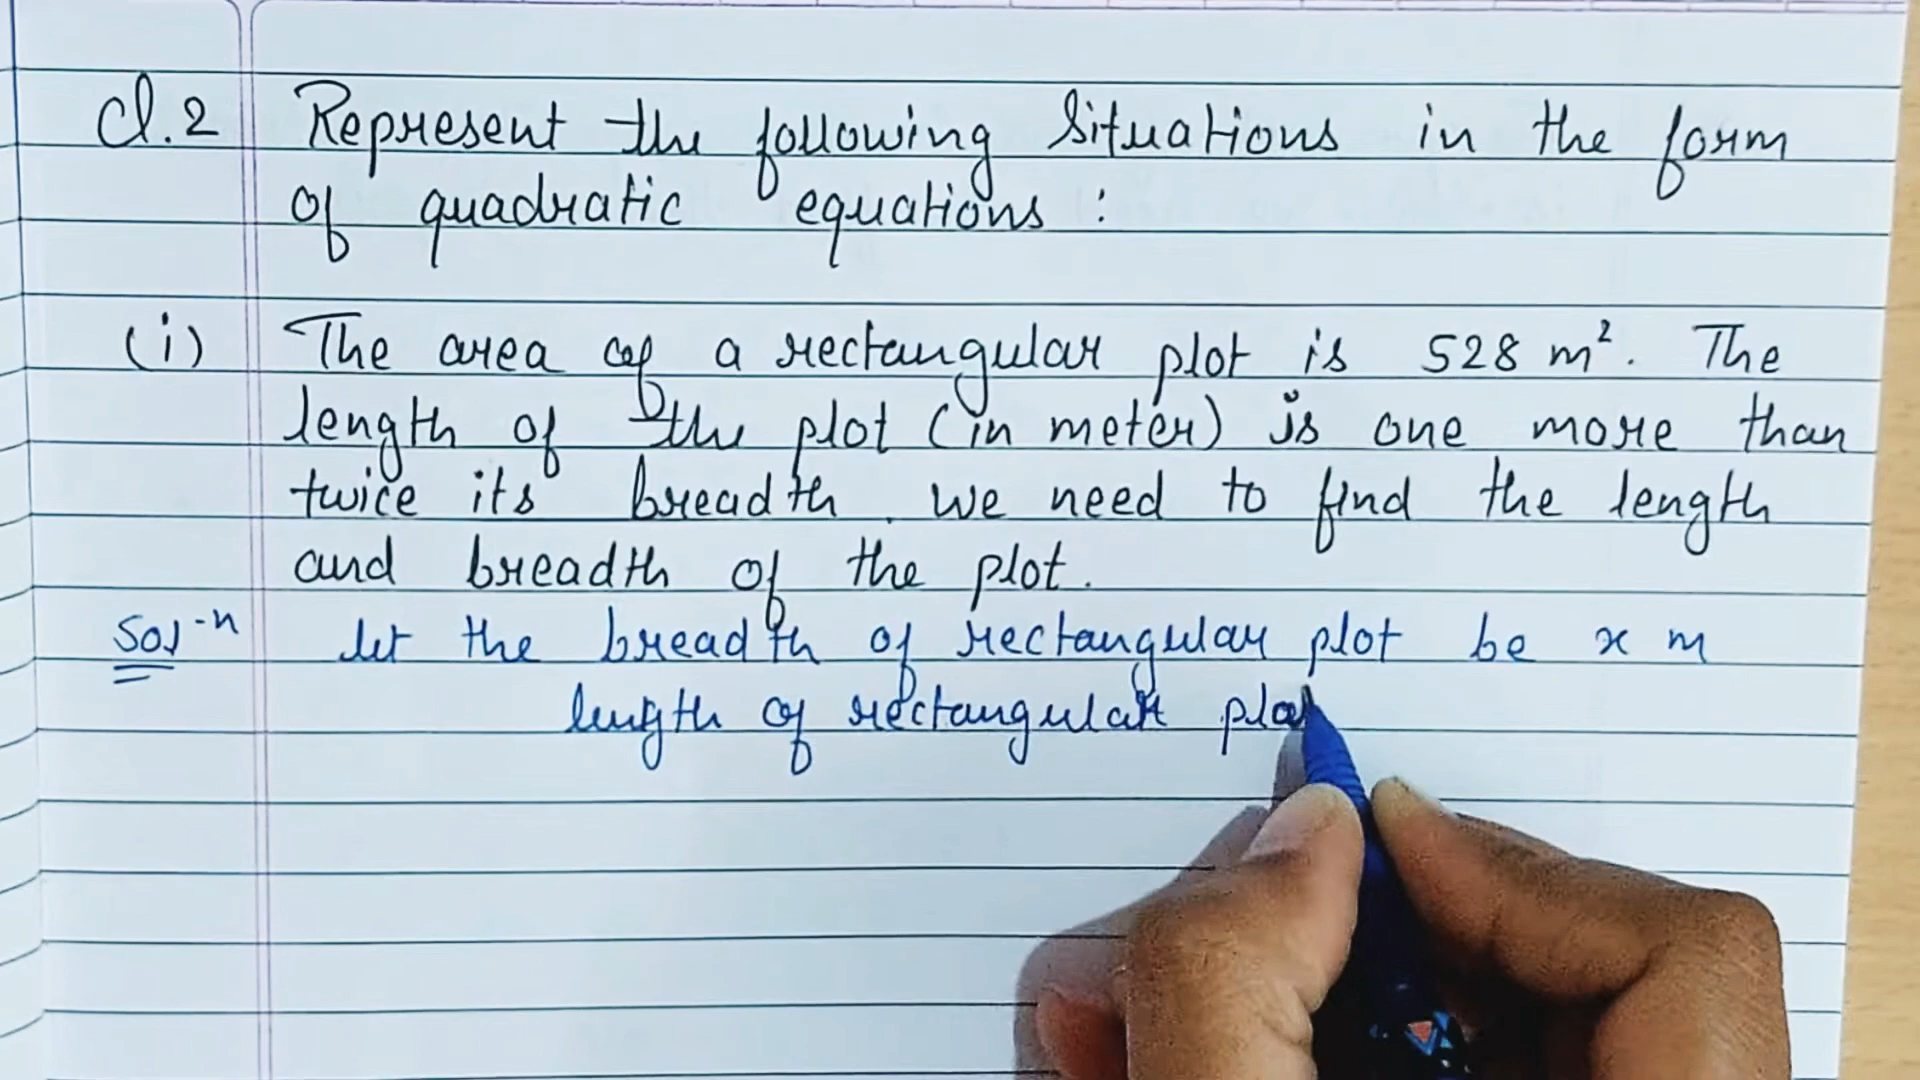 Q.2 Represent the following Situations in the form
of quadratic equations :
(i) The area of a rectangular plot is 528 m². The
length of the plot (in meter) is one more than
twice its breadth. we need to find the length
and breadth of the plot.
Sol-n let the breadth of rectangular plot be x m
length of rectangular plot